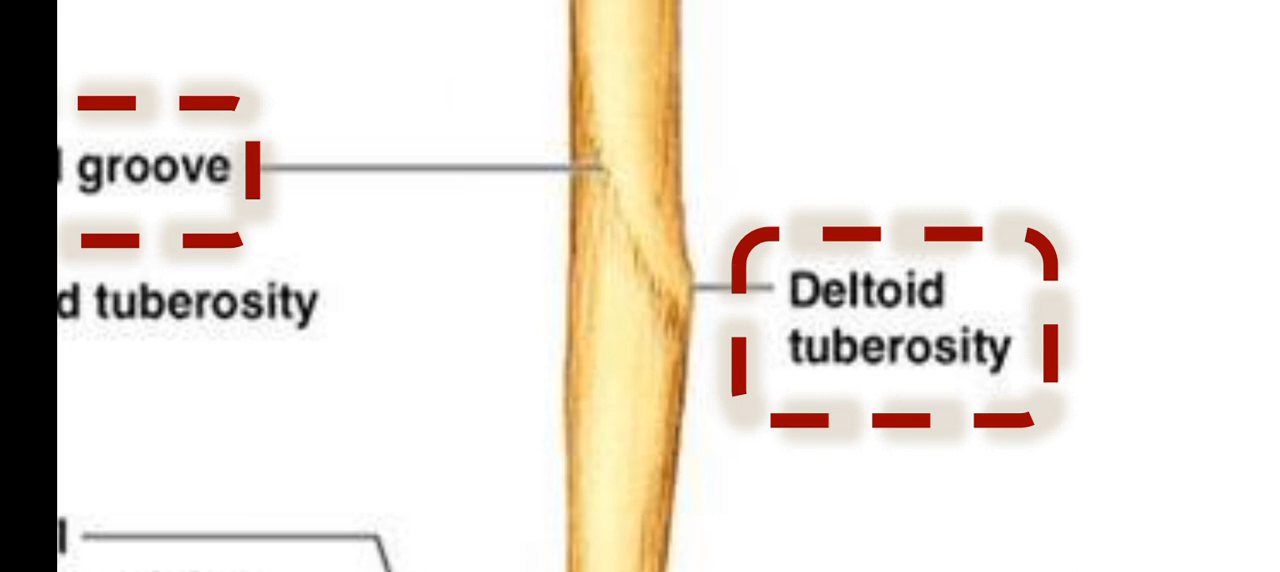 l groove
d tuberosity
Deltoid
tuberosity
l